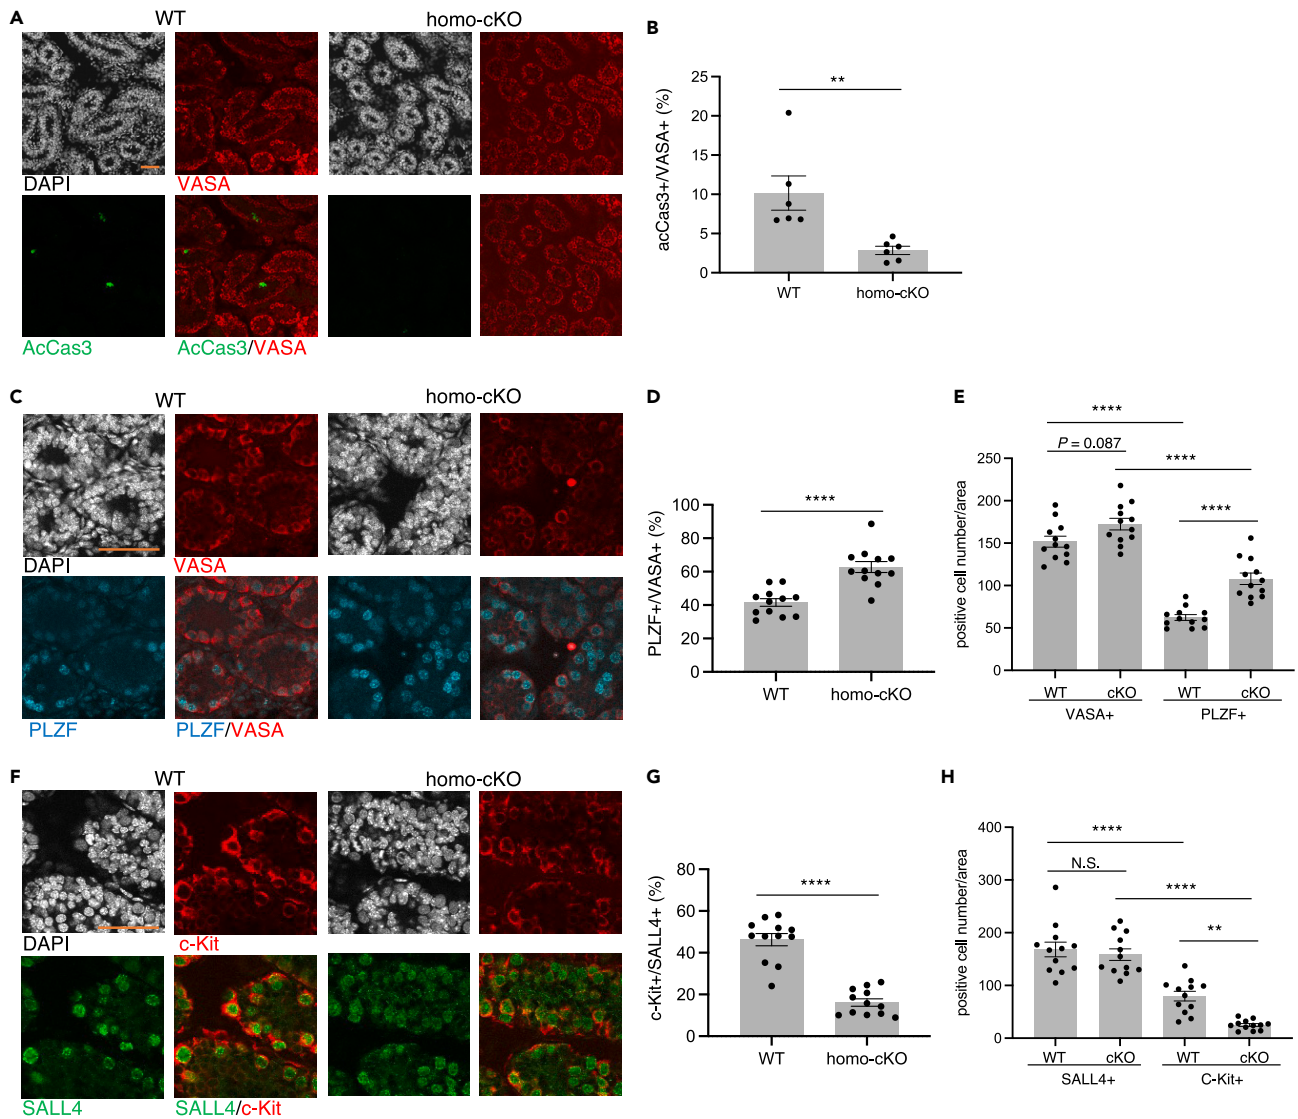 A
WT
homo-cKO
DAPI
VASA
AcCas3
AcCas3/VASA
B
acCas3+/VASA+ (%)
25
20
15
10
5
0
**
WT
homo-cKO
C
WT
homo-cKO
DAPI
VASA
PLZF
PLZF/VASA
D
PLZF+/VASA+ (%)
100
80
60
40
20
0
****
WT
homo-cKO
E
positive cell number/area
250
200
150
100
50
0
****
P = 0.087
****
****
WT
cKO
WT
cKO
VASA+
PLZF+
F
WT
homo-cKO
DAPI
c-Kit
SALL4
SALL4/c-Kit
G
c-Kit+/SALL4+ (%)
80
60
40
20
0
****
WT
homo-cKO
H
positive cell number/area
400
300
200
100
0
****
N.S.
****
**
WT
cKO
WT
cKO
SALL4+
C-Kit+